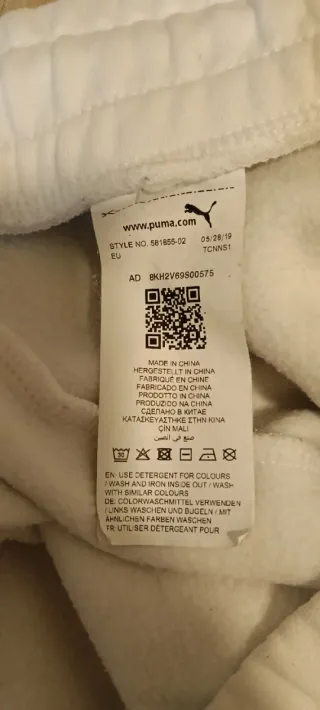 www.puma.com
STYLE NO. 581855-02 05/28/19
EU TCNNS1
AD 8KH2V69S00575
MADE IN CHINA
HERGESTELLT IN CHINA
FABRIQUÉ EN CHINE
FABRICADO EN CHINA
PRODOTTO IN CINA
PRODUZIDO NA CHINA
СДЕЛАНО В КИТАЕ
ΚΑΤΑΣΚΕΥΑΣΤΗΚΕ ΣΤΗΝ ΚΙΝΑ
ÇİN MALI
صنع في الصين
30
EN: USE DETERGENT FOR COLOURS
/ WASH AND IRON INSIDE OUT / WASH
WITH SIMILAR COLOURS
DE: COLORWASCHMITTEL VERWENDEN
/ LINKS WASCHEN UND BÜGELN / MIT
ÄHNLICHEN FARBEN WASCHEN
FR: UTILISER DÉTERGEANT POUR